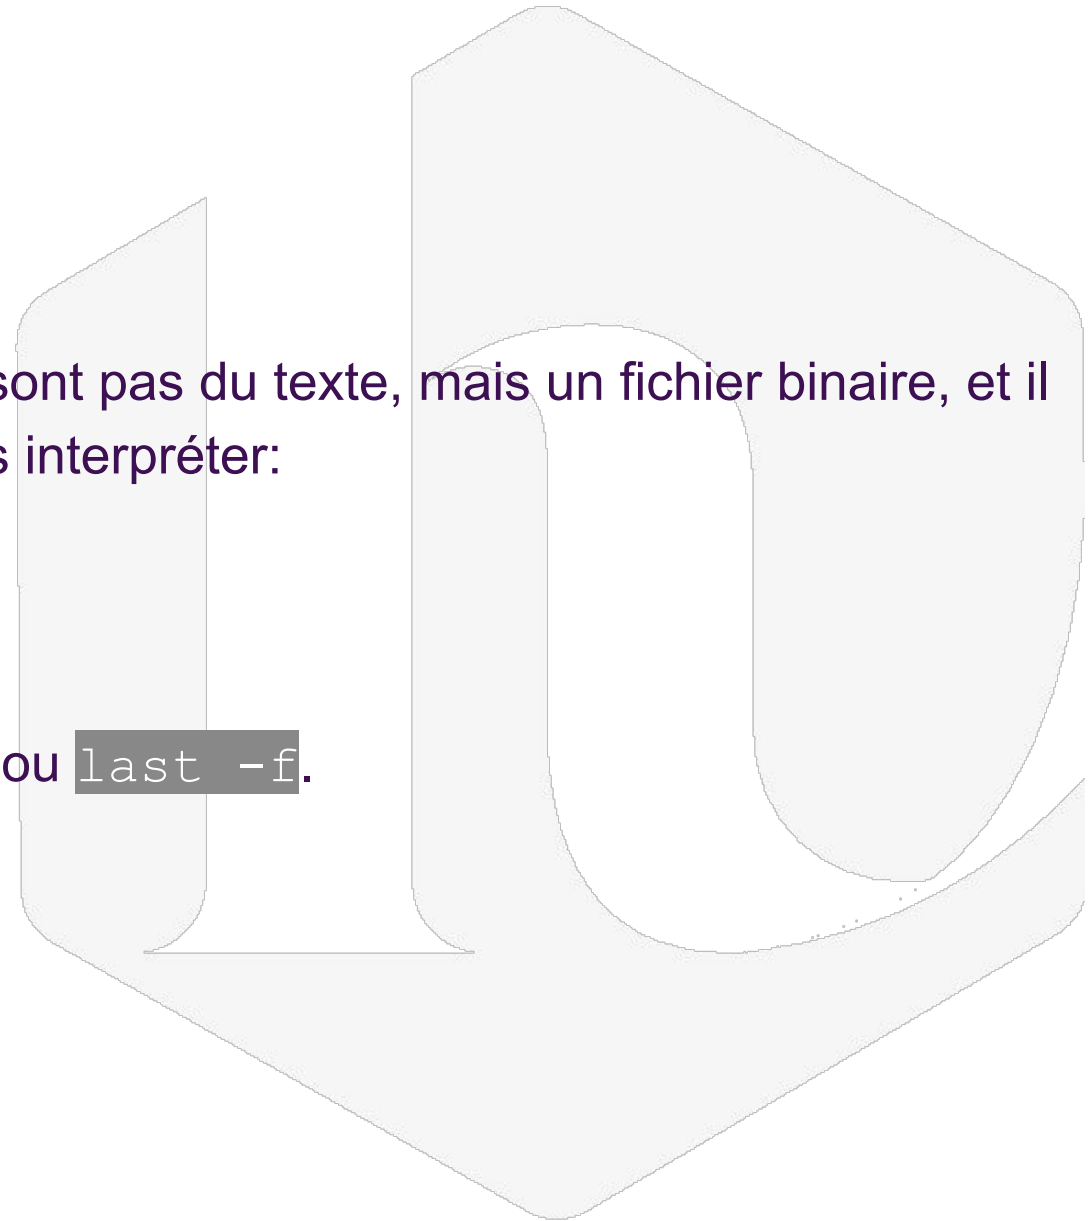 sont pas du texte, mais un fichier binaire, et il
s interpréter:
ou last -f.